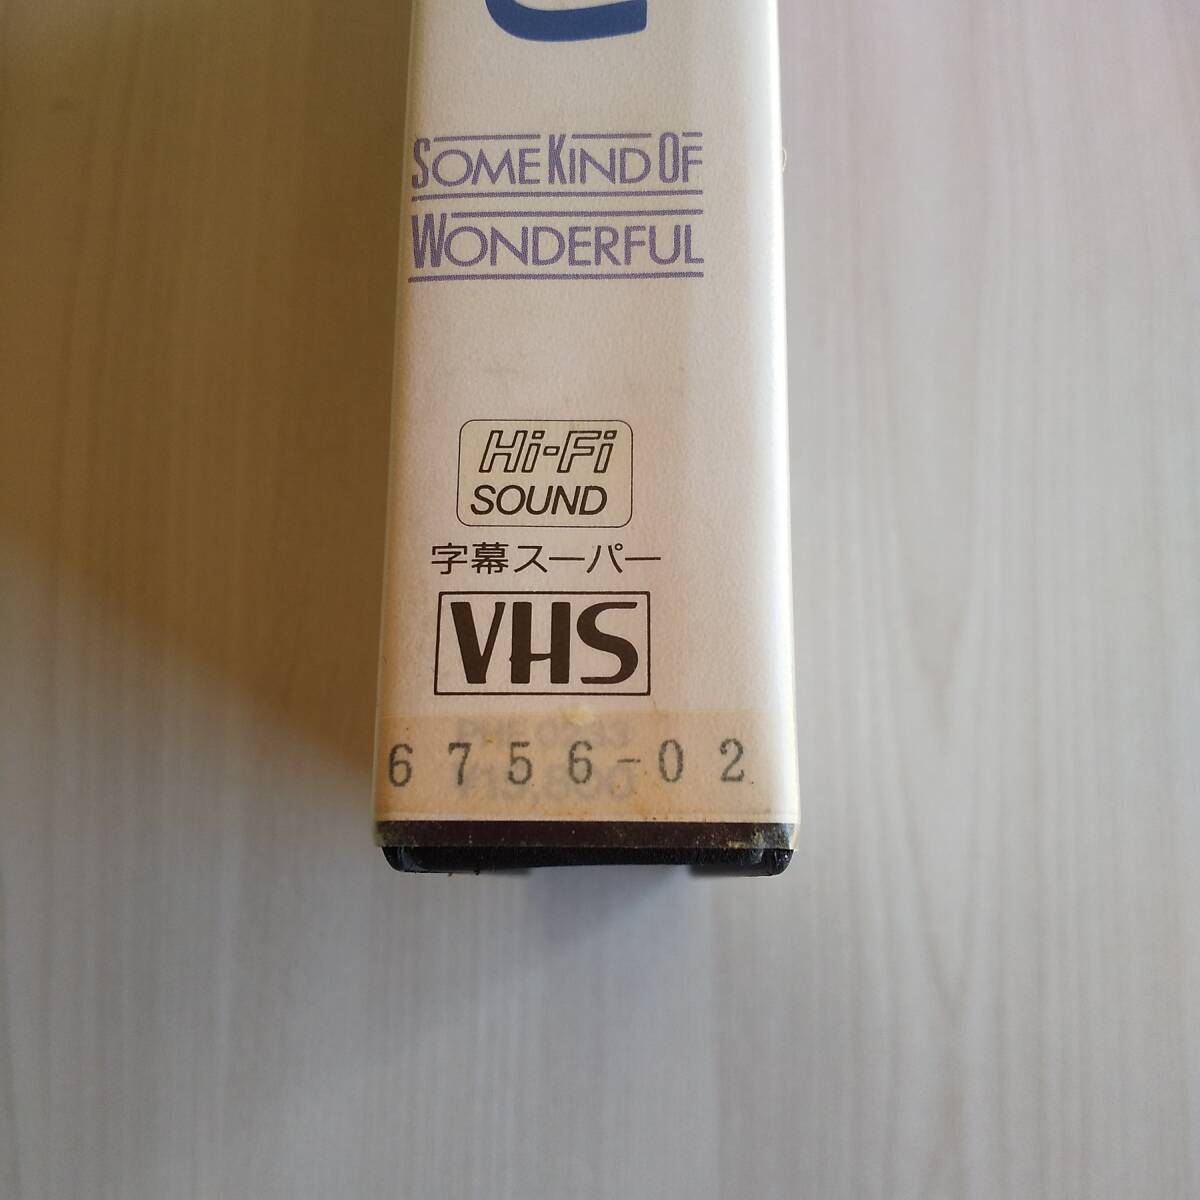 SOME KIND OF
WONDERFUL
Hi-Fi
SOUND
字幕スーパー
VHS
6756-02